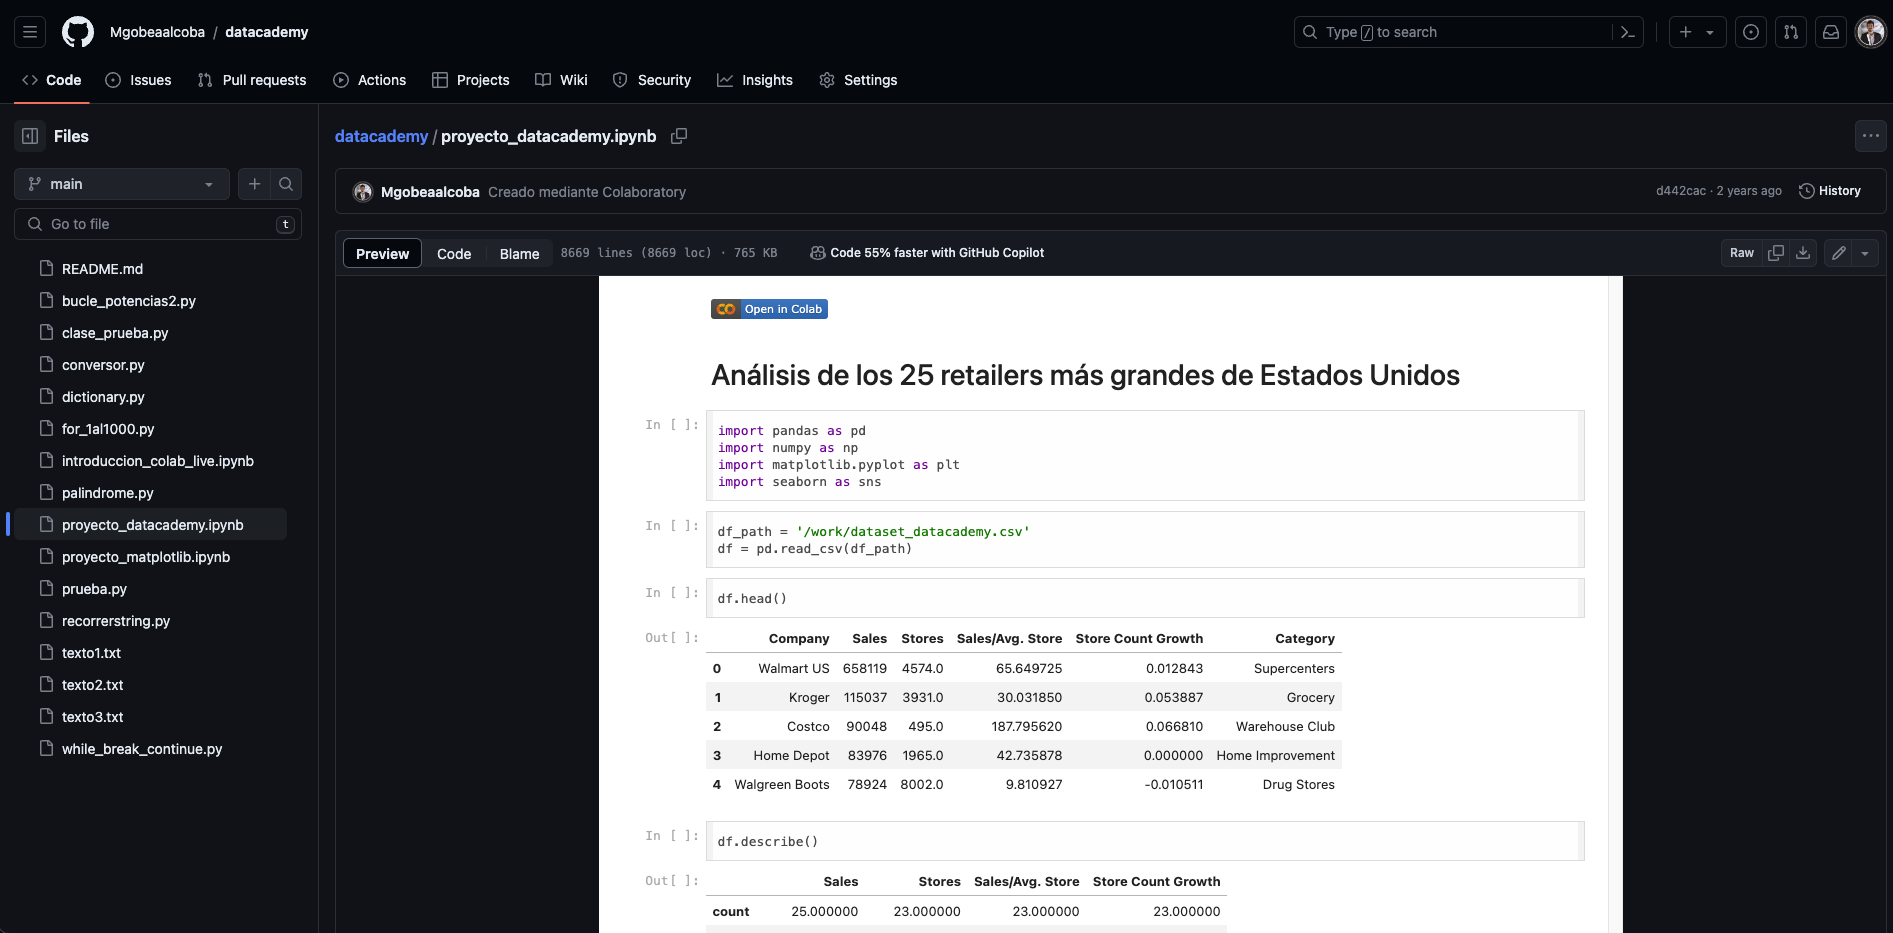 Mgobeaalcoba / datacademy
Type / to search
Code Issues Pull requests Actions Projects Wiki Security Insights Settings
Files
main
Go to file t
README.md
bucle_potencias2.py
clase_prueba.py
conversor.py
dictionary.py
for_1al1000.py
introduccion_colab_live.ipynb
palindrome.py
proyecto_datacademy.ipynb
proyecto_matplotlib.ipynb
prueba.py
recorrerstring.py
texto1.txt
texto2.txt
texto3.txt
while_break_continue.py
datacademy / proyecto_datacademy.ipynb
Mgobeaalcoba Creado mediante Colaboratory d442cac · 2 years ago History
Preview Code Blame 8669 lines (8669 loc) · 765 KB Code 55% faster with GitHub Copilot Raw
Open in Colab
Análisis de los 25 retailers más grandes de Estados Unidos
In [ ]: import pandas as pd
import numpy as np
import matplotlib.pyplot as plt
import seaborn as sns
In [ ]: df_path = '/work/dataset_datacademy.csv'
df = pd.read_csv(df_path)
In [ ]: df.head()
Out[ ]: Company Sales Stores Sales/Avg. Store Store Count Growth Category
0 Walmart US 658119 4574.0 65.649725 0.012843 Supercenters
1 Kroger 115037 3931.0 30.031850 0.053887 Grocery
2 Costco 90048 495.0 187.795620 0.066810 Warehouse Club
3 Home Depot 83976 1965.0 42.735878 0.000000 Home Improvement
4 Walgreen Boots 78924 8002.0 9.810927 -0.010511 Drug Stores
In [ ]: df.describe()
Out[ ]: Sales Stores Sales/Avg. Store Store Count Growth
count 25.000000 23.000000 23.000000 23.000000